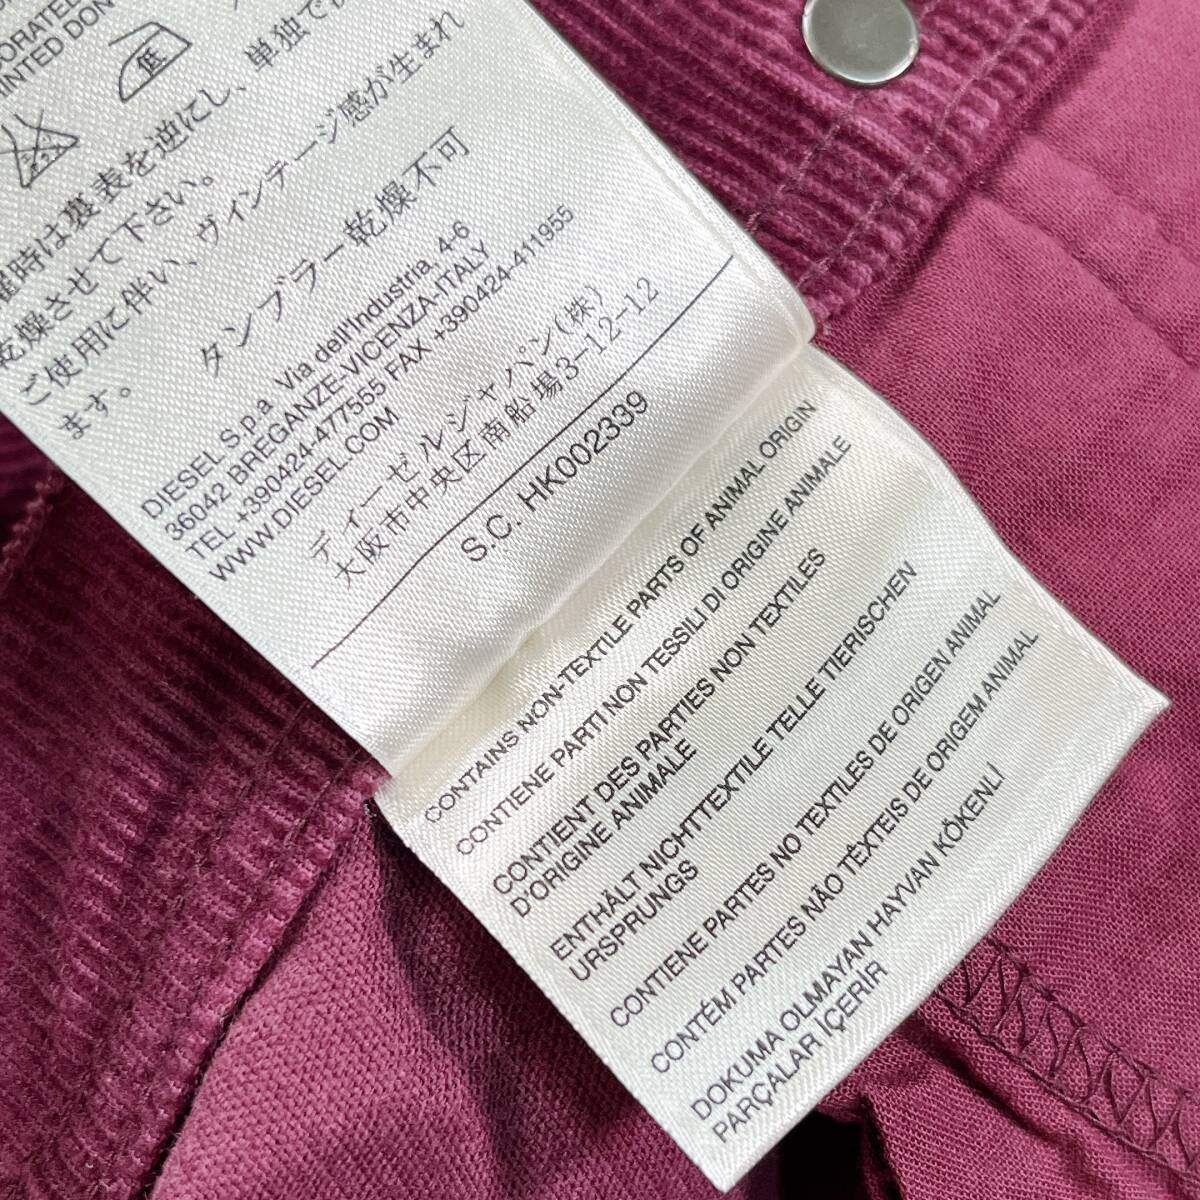 INTED DON
底
裏表を逆にし、単独で
乾燥させて下さい。
ご使用に伴い、ヴィンテージ感が生まれ
ます。
タンブラー乾燥不可
DIESEL S.p.a Via dell'Industria, 4-6
36042 BREGANZE-VICENZA-ITALY
TEL +390424-477555 FAX +390424-411955
WWW.DIESEL.COM
ディーゼルジャパン(株)
大阪市中央区南船場3-12-12
S.C. HK002339
CONTAINS NON-TEXTILE PARTS OF ANIMAL ORIGIN
CONTIENE PARTI NON TESSILI DI ORIGINE ANIMALE
CONTIENT DES PARTIES NON TEXTILES
D'ORIGINE ANIMALE
ENTHÄLT NICHTTEXTILE TELLE TIERISCHEN
URSPRUNGS
CONTIENE PARTES NO TEXTILES DE ORIGEN ANIMAL
CONTÉM PARTES NÃO TÊXTEIS DE ORIGEM ANIMAL
DOKUMA OLMAYAN HAYVAN KÖKENLİ
PARÇALAR İÇERİR